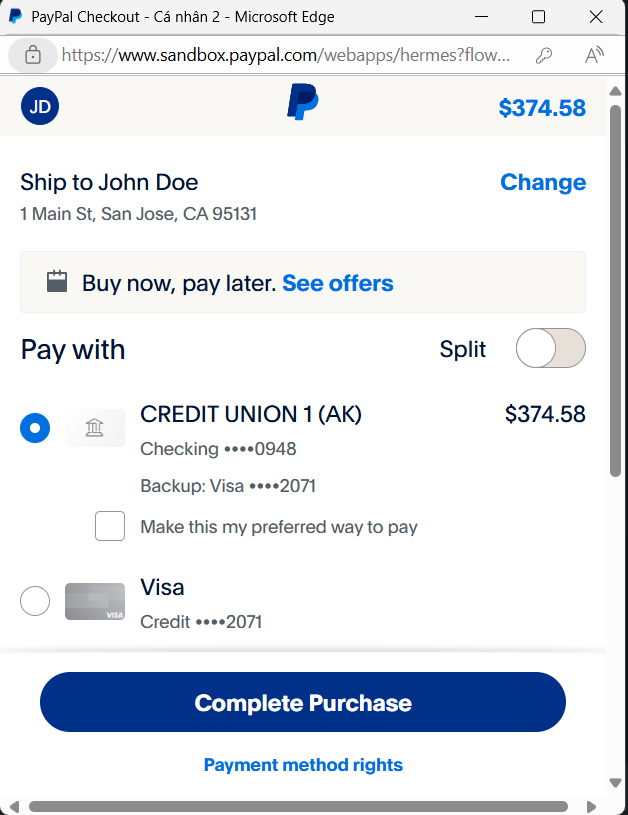 PayPal Checkout - Cá nhân 2 - Microsoft Edge
https://www.sandbox.paypal.com/webapps/hermes?flow...
JD
$374.58
Ship to John Doe
Change
1 Main St, San Jose, CA 95131
Buy now, pay later. See offers
Pay with
Split
CREDIT UNION 1 (AK)
$374.58
Checking ••••0948
Backup: Visa ••••2071
Make this my preferred way to pay
Visa
VISA
Credit ••••2071
Complete Purchase
Payment method rights